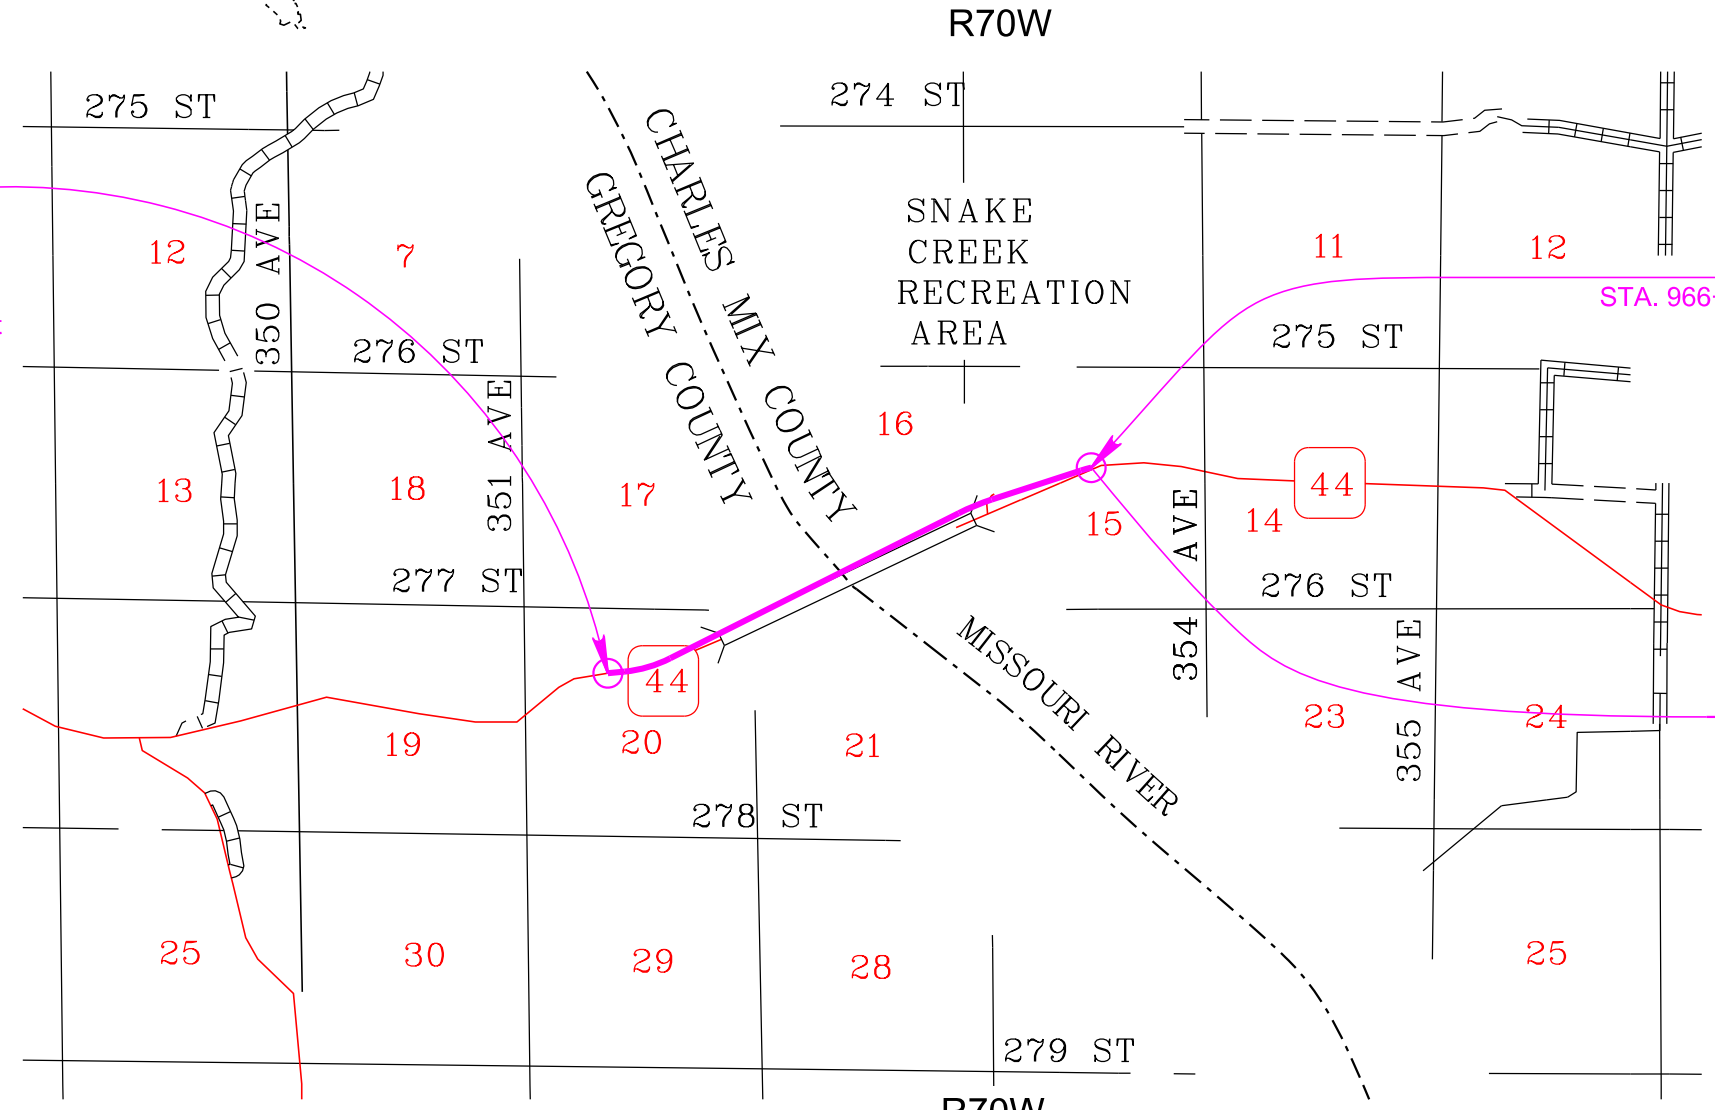 R70W
275 ST
274 ST
CHARLES MIX COUNTY
GREGORY COUNTY
SNAKE
CREEK
RECREATION
AREA
12
350 AVE
7
11
12
STA. 966
276 ST
275 ST
351 AVE
16
13
18
17
44
15
14
354 AVE
277 ST
276 ST
MISSOURI RIVER
44
355 AVE
19
20
21
23
24
278 ST
25
30
29
28
25
279 ST
R70W